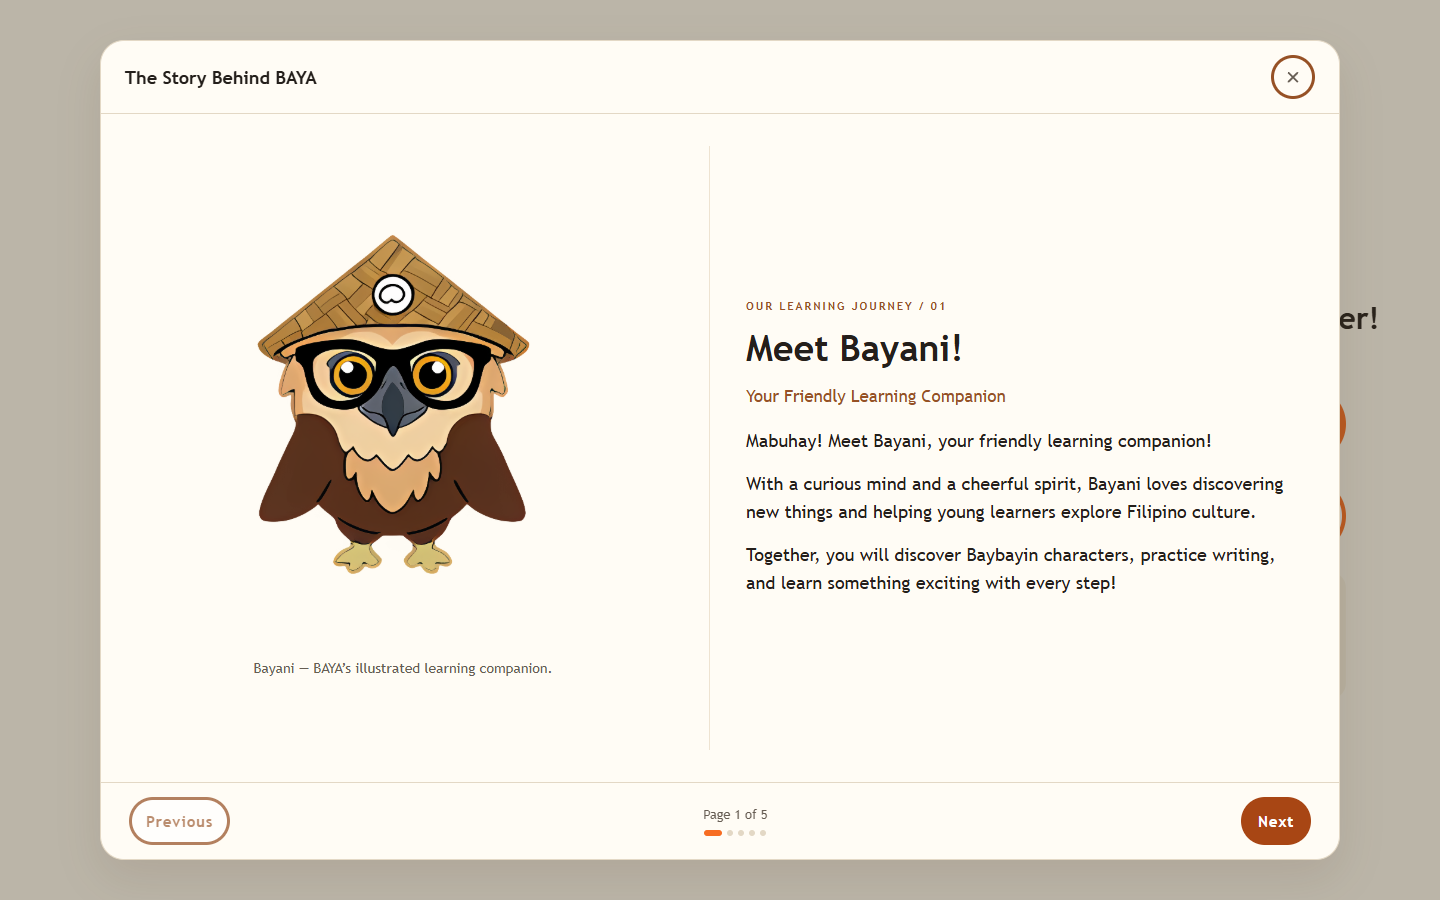 The Story Behind BAYA
er!
OUR LEARNING JOURNEY / 01
Meet Bayani!
Your Friendly Learning Companion
Mabuhay! Meet Bayani, your friendly learning companion!
With a curious mind and a cheerful spirit, Bayani loves discovering
new things and helping young learners explore Filipino culture.
Together, you will discover Baybayin characters, practice writing,
and learn something exciting with every step!
Bayani — BAYA’s illustrated learning companion.
Previous
Page 1 of 5
Next